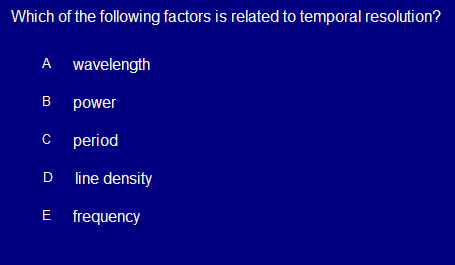 Which of the following factors is related to temporal resolution?
A wavelength
B power
C period
D line density
E frequency